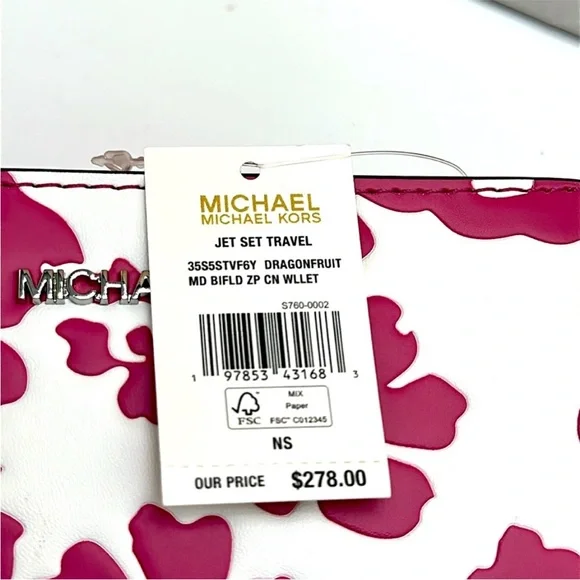 MICHAEL
MICHAEL KORS
JET SET TRAVEL
35S5STVF6Y DRAGONFRUIT
MD BIFLD ZP CN WLLET
S760-0002
1 97853 43168 3
FSC
MIX
Paper
FSC™ C012345
NS
OUR PRICE $278.00
MICHA